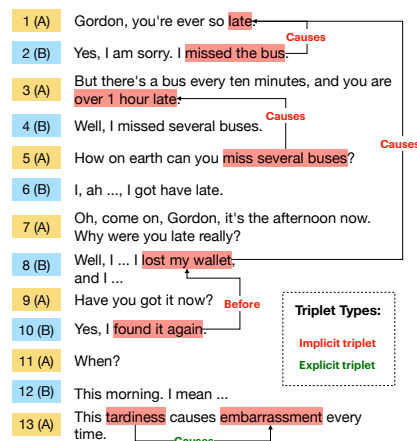 1 (A) Gordon, you're ever so late.
Causes
2 (B) Yes, I am sorry. I missed the bus.
3 (A) But there's a bus every ten minutes, and you are
over 1 hour late.
Causes
4 (B) Well, I missed several buses.
Causes
5 (A) How on earth can you miss several buses?
6 (B) I, ah ..., I got have late.
7 (A) Oh, come on, Gordon, it's the afternoon now.
Why were you late really?
8 (B) Well, I ... I lost my wallet,
and I ...
9 (A) Have you got it now?
Before
10 (B) Yes, I found it again.
11 (A) When?
12 (B) This morning. I mean ...
13 (A) This tardiness causes embarrassment every
time.
Causes
Triplet Types:
Implicit triplet
Explicit triplet